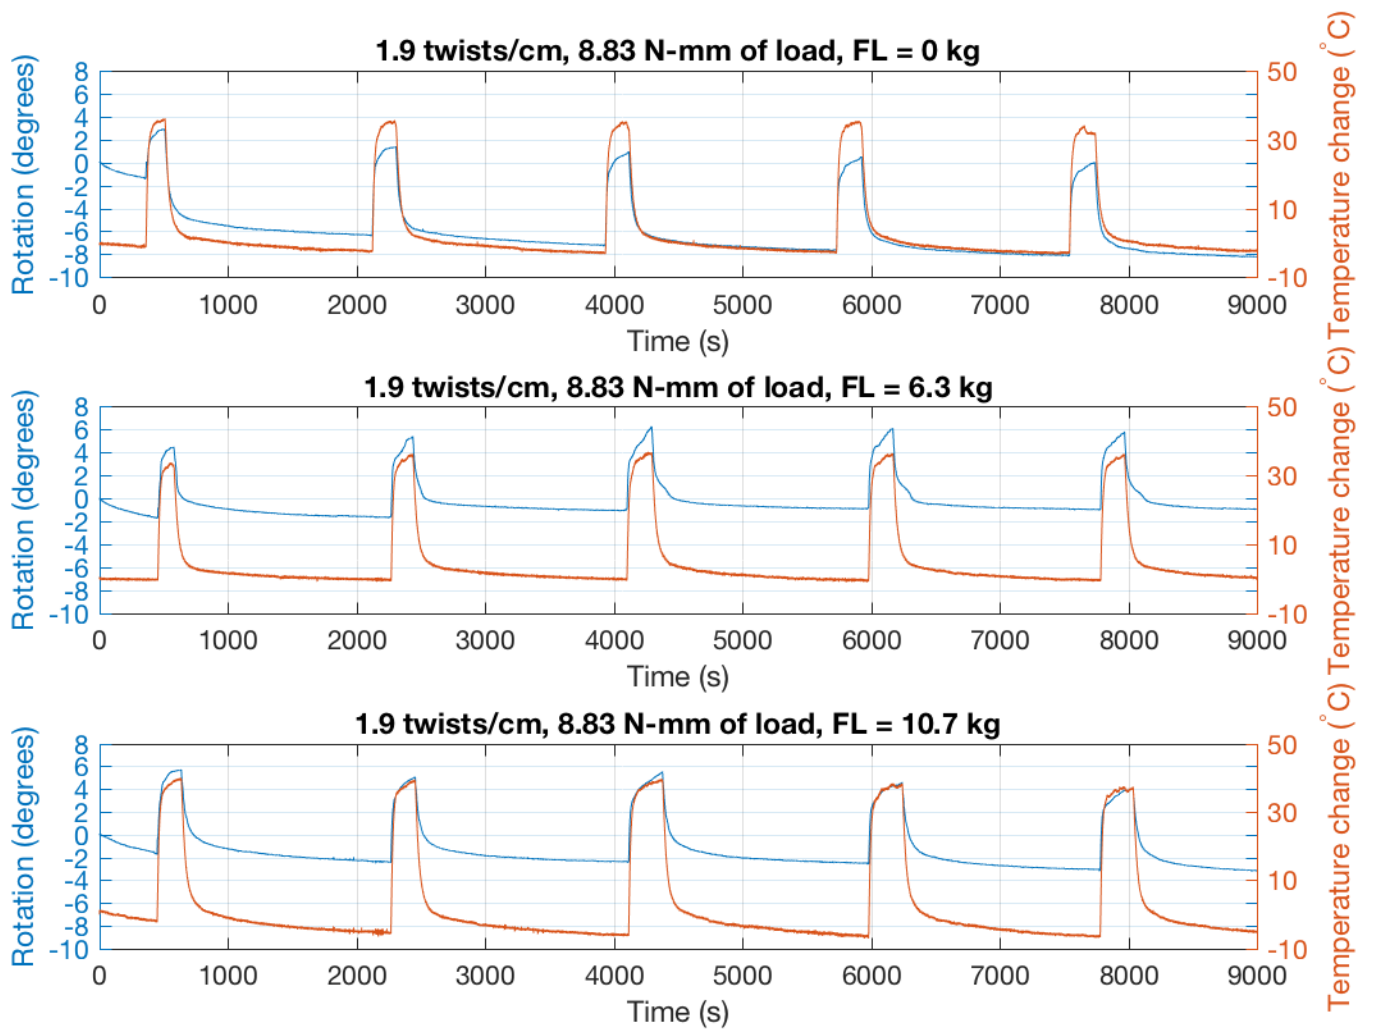 1.9 twists/cm, 8.83 N-mm of load, FL = 0 kg
Rotation (degrees)
8
6
4
2
0
-2
-4
-6
-8
-10
50
30
10
-10
Temperature change (°C)
0 1000 2000 3000 4000 5000 6000 7000 8000 9000
Time (s)
1.9 twists/cm, 8.83 N-mm of load, FL = 6.3 kg
Rotation (degrees)
8
6
4
2
0
-2
-4
-6
-8
-10
50
30
10
-10
Temperature change (°C)
0 1000 2000 3000 4000 5000 6000 7000 8000 9000
Time (s)
1.9 twists/cm, 8.83 N-mm of load, FL = 10.7 kg
Rotation (degrees)
8
6
4
2
0
-2
-4
-6
-8
-10
50
30
10
-10
Temperature change (°C)
0 1000 2000 3000 4000 5000 6000 7000 8000 9000
Time (s)